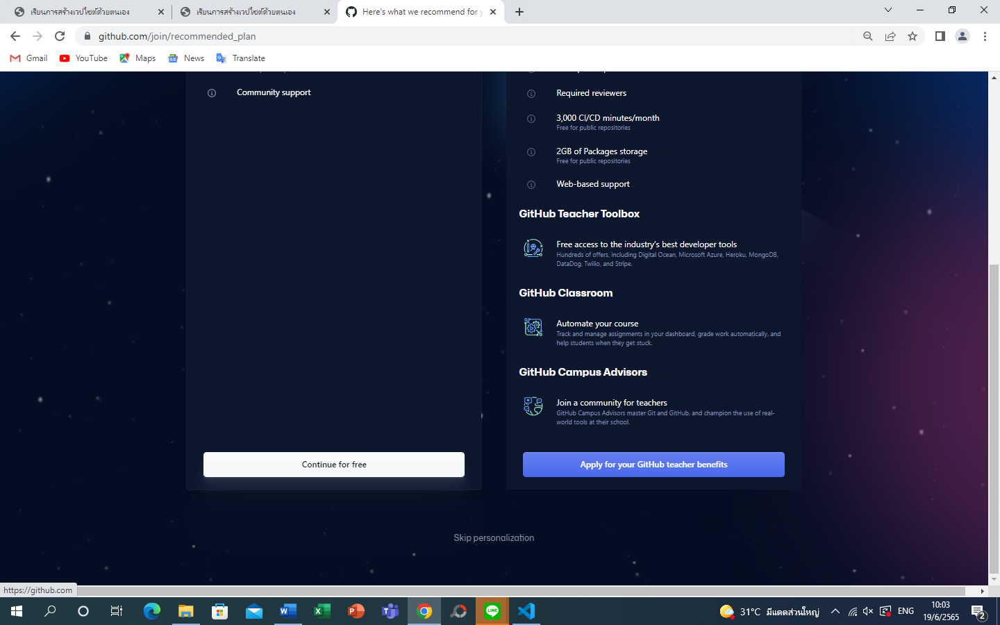 เรียนการสร้างเวปไซต์ด้วยตนเอง
เรียนการสร้างเวปไซต์ด้วยตนเอง
Here's what we recommend for y
github.com/join/recommended_plan
Gmail
YouTube
Maps
News
Translate
Community support
Required reviewers
3,000 CI/CD minutes/month
Free for public repositories
2GB of Packages storage
Free for public repositories
Web-based support
GitHub Teacher Toolbox
Free access to the industry's best developer tools
Hundreds of offers, including Digital Ocean, Microsoft Azure, Heroku, MongoDB,
DataDog, Twilio, and Stripe.
GitHub Classroom
Automate your course
Track and manage assignments in your dashboard, grade work automatically, and
help students when they get stuck.
GitHub Campus Advisors
Join a community for teachers
GitHub Campus Advisors master Git and GitHub, and champion the use of real-
world tools at their school.
Continue for free
Apply for your GitHub teacher benefits
Skip personalization
https://github.com
31°C มีแดดส่วนใหญ่
ENG
10:03
19/6/2565
2